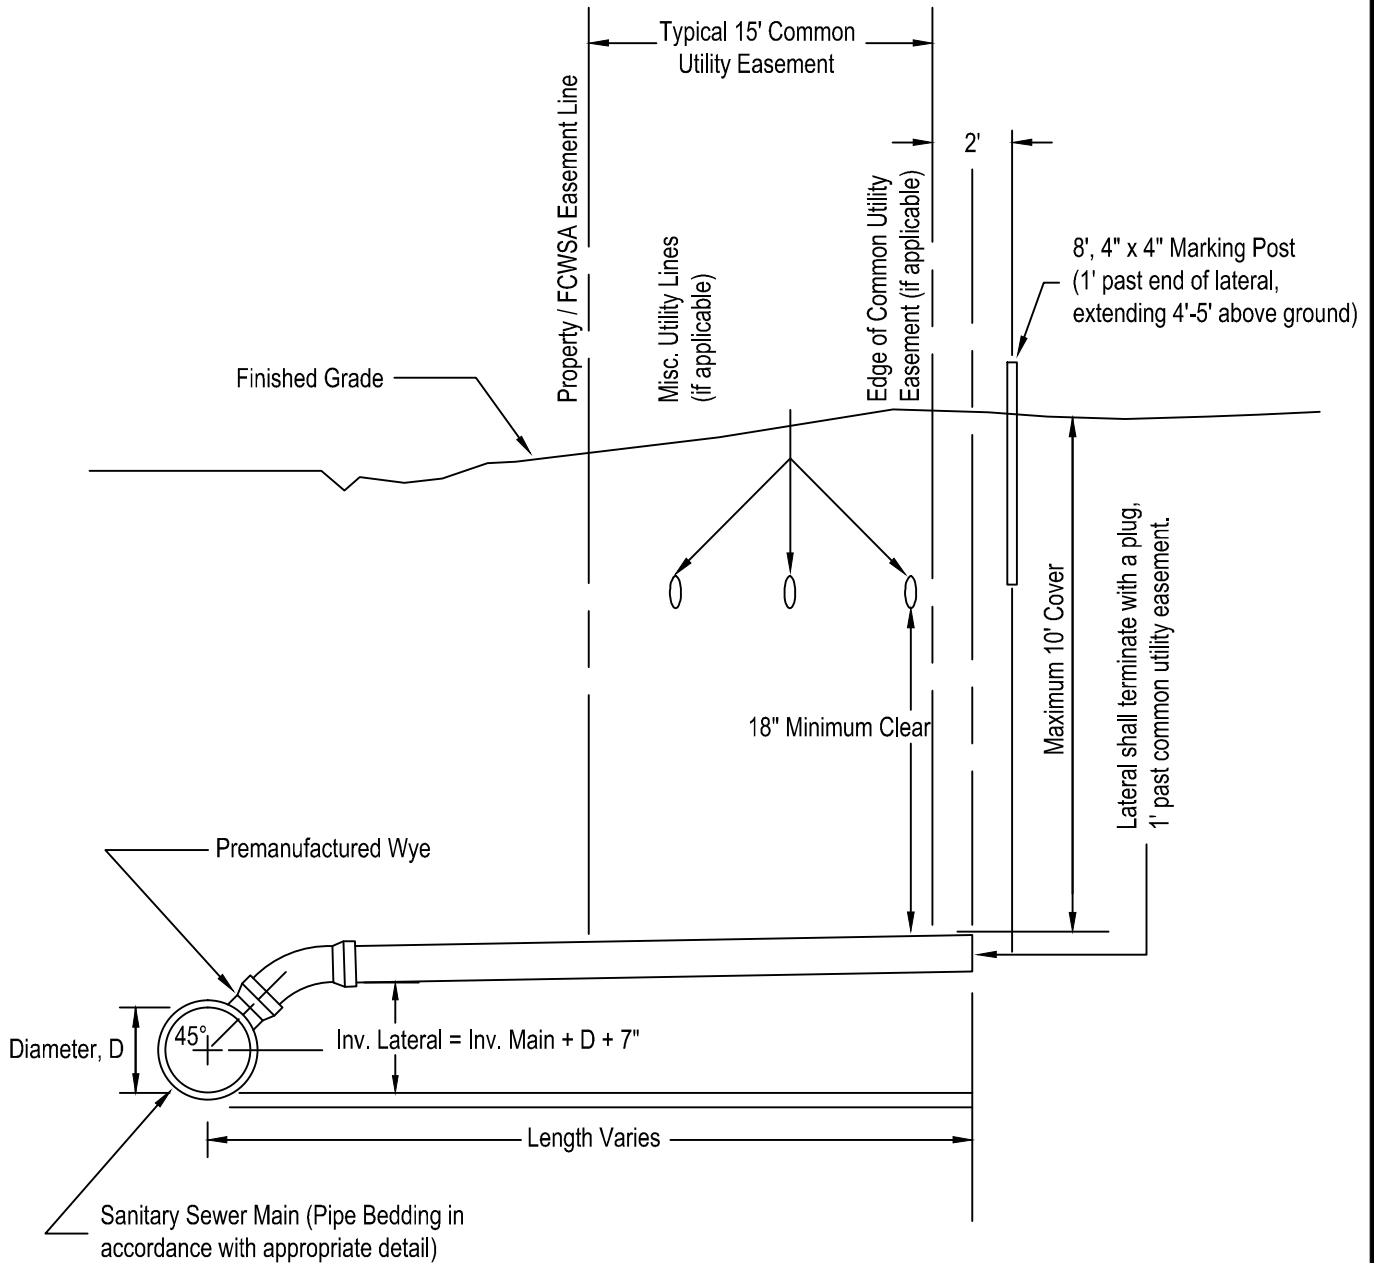 Typical 15' Common
Utility Easement
Property / FCWSA Easement Line
2'
Misc. Utility Lines
(if applicable)
Edge of Common Utility
Easement (if applicable)
8', 4" x 4" Marking Post
(1' past end of lateral,
extending 4'-5' above ground)
Finished Grade
18" Minimum Clear
Maximum 10' Cover
Lateral shall terminate with a plug,
1' past common utility easement.
Premanufactured Wye
Diameter, D
45°
Inv. Lateral = Inv. Main + D + 7"
Length Varies
Sanitary Sewer Main (Pipe Bedding in
accordance with appropriate detail)